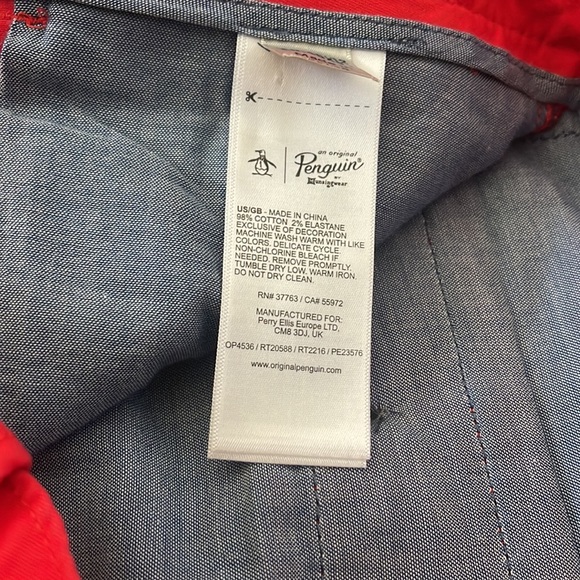 an original
Penguin®
BY
Munsingwear
US/GB - MADE IN CHINA
98% COTTON 2% ELASTANE
EXCLUSIVE OF DECORATION
MACHINE WASH WARM WITH LIKE
COLORS. DELICATE CYCLE.
NON-CHLORINE BLEACH IF
NEEDED. REMOVE PROMPTLY.
TUMBLE DRY LOW. WARM IRON.
DO NOT DRY CLEAN.
RN# 37763 / CA# 55972
MANUFACTURED FOR:
Perry Ellis Europe LTD.
CM8 3DJ, UK
OP4536 / RT20588 / RT2216 / PE23576
www.originalpenguin.com